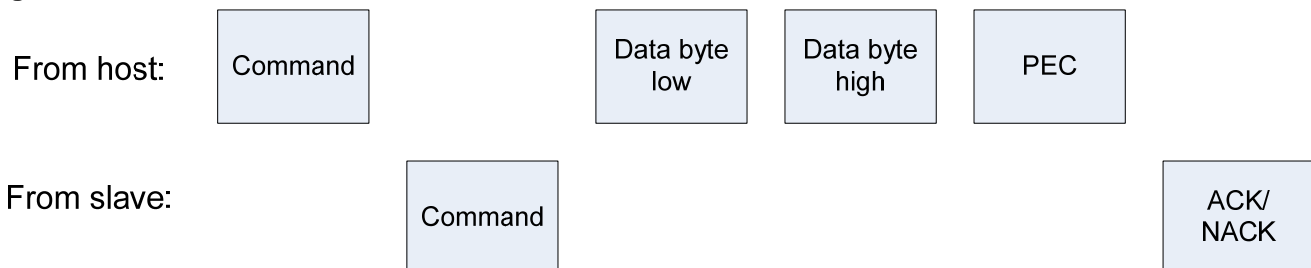 From host:
Command
Data byte
low
Data byte
high
PEC
From slave:
Command
ACK/
NACK